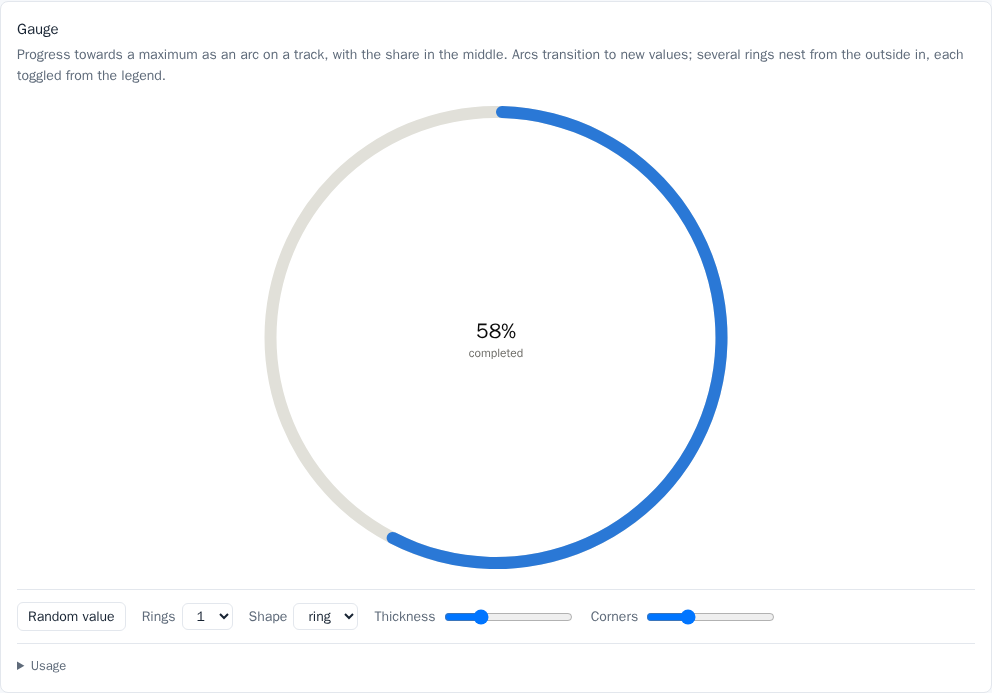 Gauge
Progress towards a maximum as an arc on a track, with the share in the middle. Arcs transition to new values; several rings nest from the outside in, each
toggled from the legend.
58%
completed
Random value Rings 1 Shape ring Thickness Corners
Usage